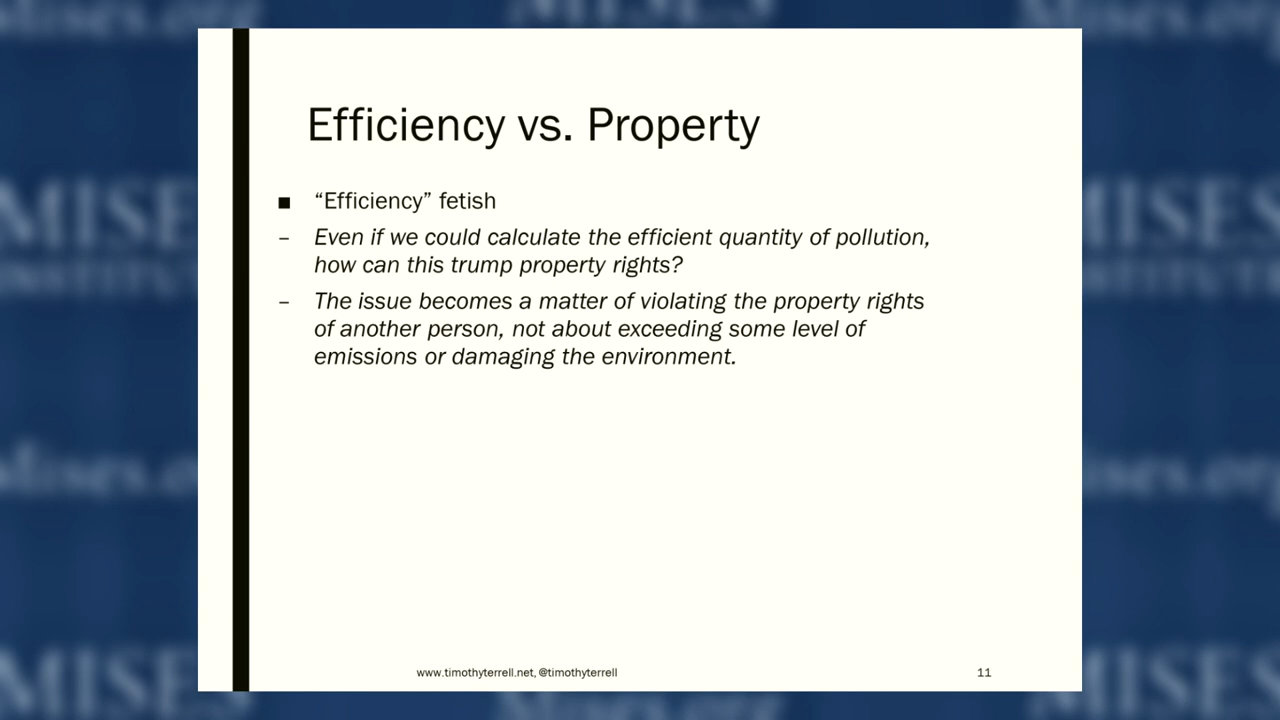 Efficiency vs. Property
■ “Efficiency” fetish
– Even if we could calculate the efficient quantity of pollution,
how can this trump property rights?
– The issue becomes a matter of violating the property rights
of another person, not about exceeding some level of
emissions or damaging the environment.
www.timothyterrell.net, @timothyterrell
11